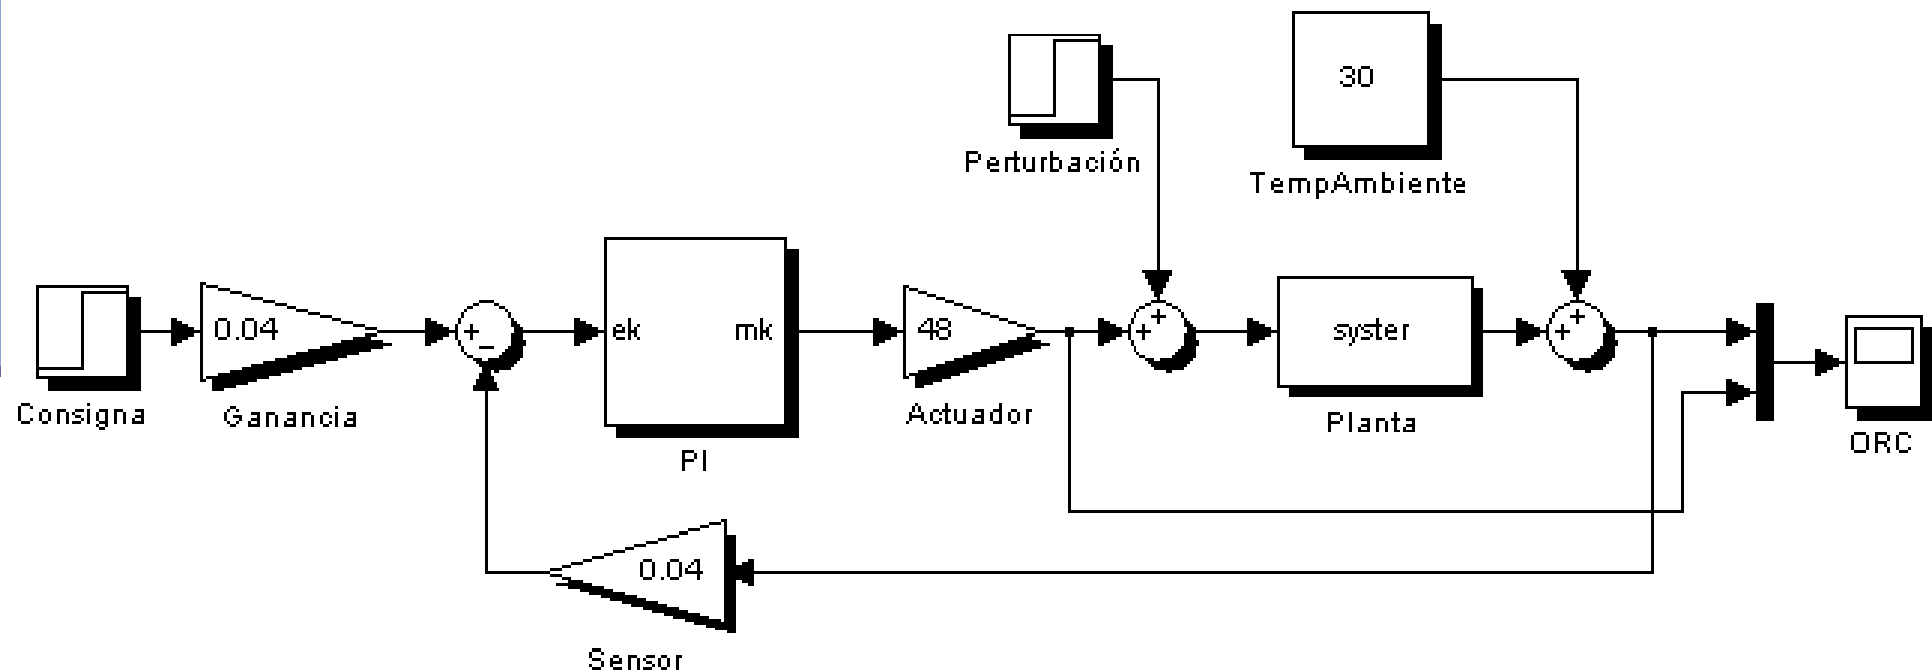 30
Perturbación
TempAmbiente
0.04
+
−
ek
mk
48
+
+
syster
+
+
Consigna
Ganancia
PI
Actuador
Planta
ORC
0.04
Sensor